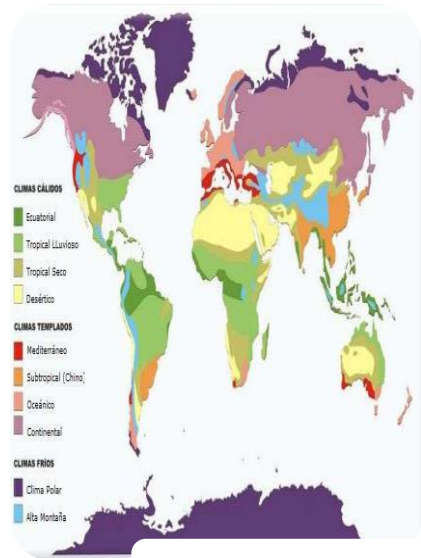 CLIMAS CÁLIDOS
Ecuatorial
Tropical LLuvioso
Tropical Seco
Desértico
CLIMAS TEMPLADOS
Mediterráneo
Subtropical (Chino)
Oceánico
Continental
CLIMAS FRÍOS
Clima Polar
Alta Montaña